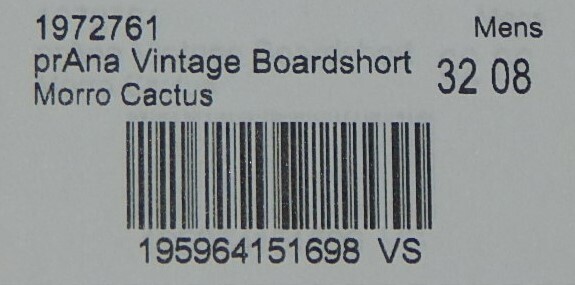 1972761 Mens
prAna Vintage Boardshort 32 08
Morro Cactus
195964151698 VS